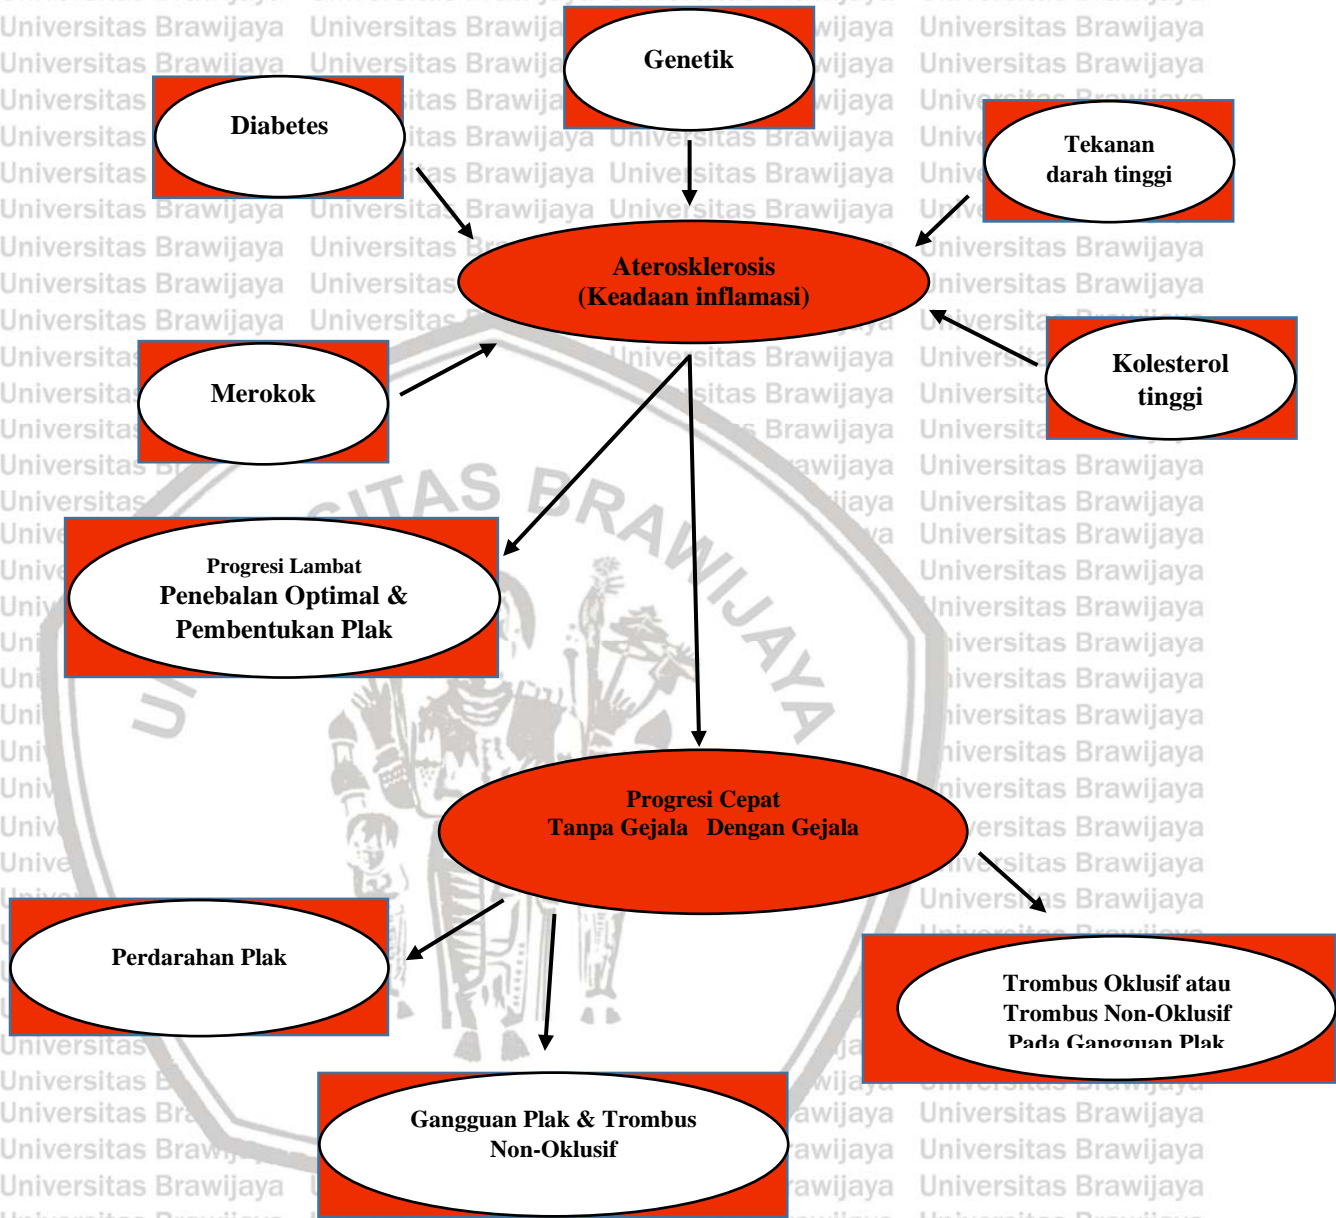 Genetik
Diabetes
Tekanan
darah tinggi
Aterosklerosis
(Keadaan inflamasi)
Kolesterol
tinggi
Merokok
Progresi Lambat
Penebalan Optimal &
Pembentukan Plak
Progresi Cepat
Tanpa Gejala Dengan Gejala
Perdarahan Plak
Trombus Oklusif atau
Trombus Non-Oklusif
Pada Gangguan Plak
Gangguan Plak & Trombus
Non-Oklusif
Universitas Brawijaya